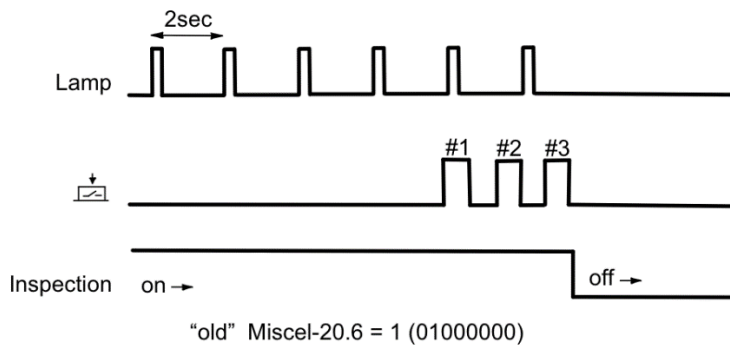 2sec
Lamp
#1 #2 #3
Inspection on → off →
“old” Miscel-20.6 = 1 (01000000)